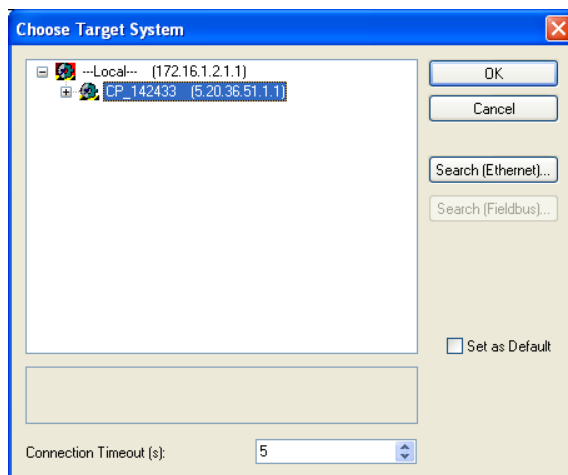 Choose Target System
---Local--- (172.16.1.2.1.1)
CP_142433 (5.20.36.51.1.1)
OK
Cancel
Search (Ethernet)...
Search (Fieldbus)...
Set as Default
Connection Timeout (s):
5